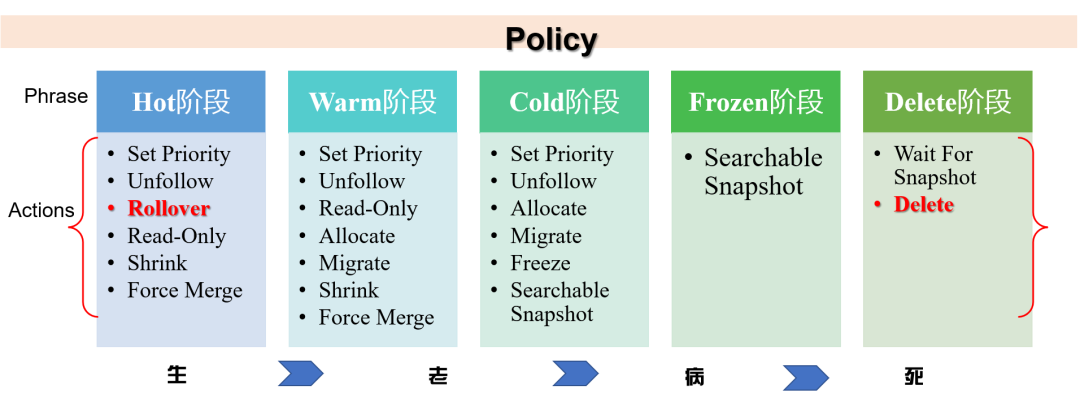 Policy
Phrase
Hot阶段
Warm阶段
Cold阶段
Frozen阶段
Delete阶段
Actions
• Set Priority
• Unfollow
• Rollover
• Read-Only
• Shrink
• Force Merge
• Set Priority
• Unfollow
• Read-Only
• Allocate
• Migrate
• Shrink
• Force Merge
• Set Priority
• Unfollow
• Allocate
• Migrate
• Freeze
• Searchable
Snapshot
• Searchable
Snapshot
• Wait For
Snapshot
• Delete
生 老 病 死